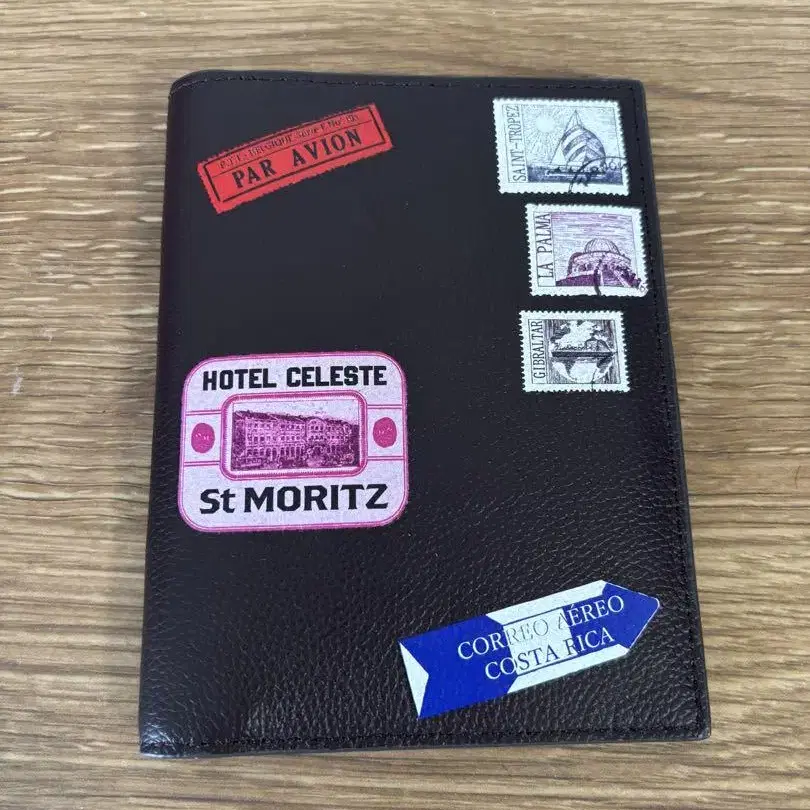 PAR AVION
SAINT-TROPEZ
LA PALMA
GIBRALTAR
HOTEL CELESTE
St MORITZ
CORREO AÉREO
COSTA RICA